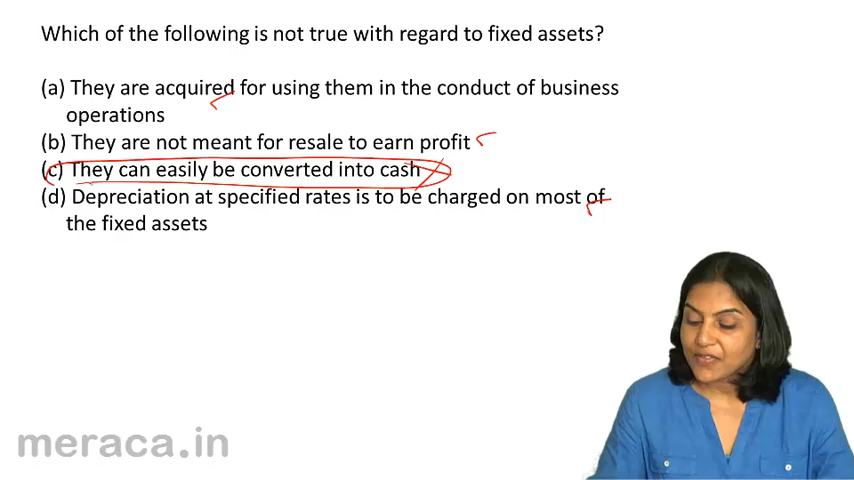 Which of the following is not true with regard to fixed assets?
(a) They are acquired for using them in the conduct of business
operations
(b) They are not meant for resale to earn profit
(c) They can easily be converted into cash
(d) Depreciation at specified rates is to be charged on most of
the fixed assets
meraca.in